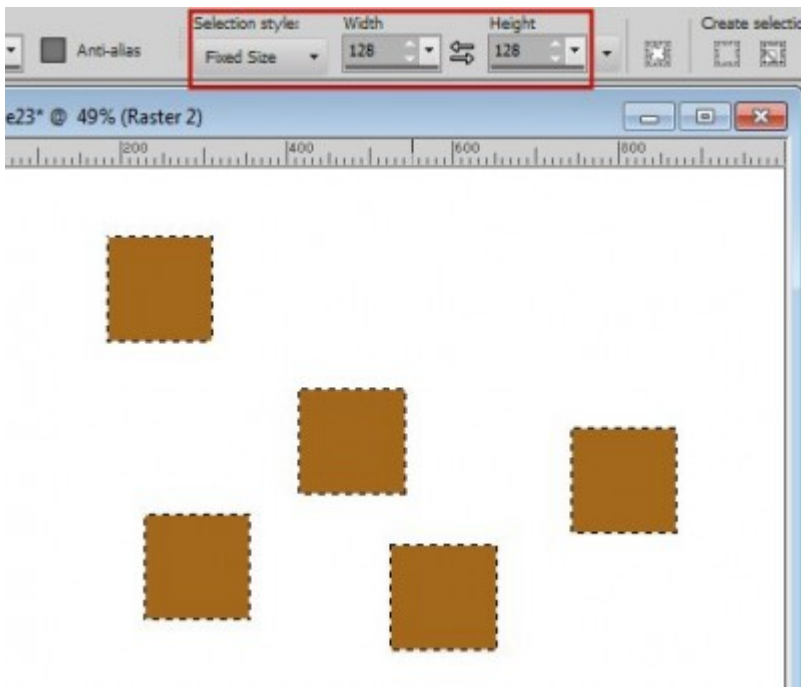 Selection style: Width Height Create selectio
Anti-alias Fixed Size 128 128
e23* @ 49% (Raster 2)
200 400 600 800